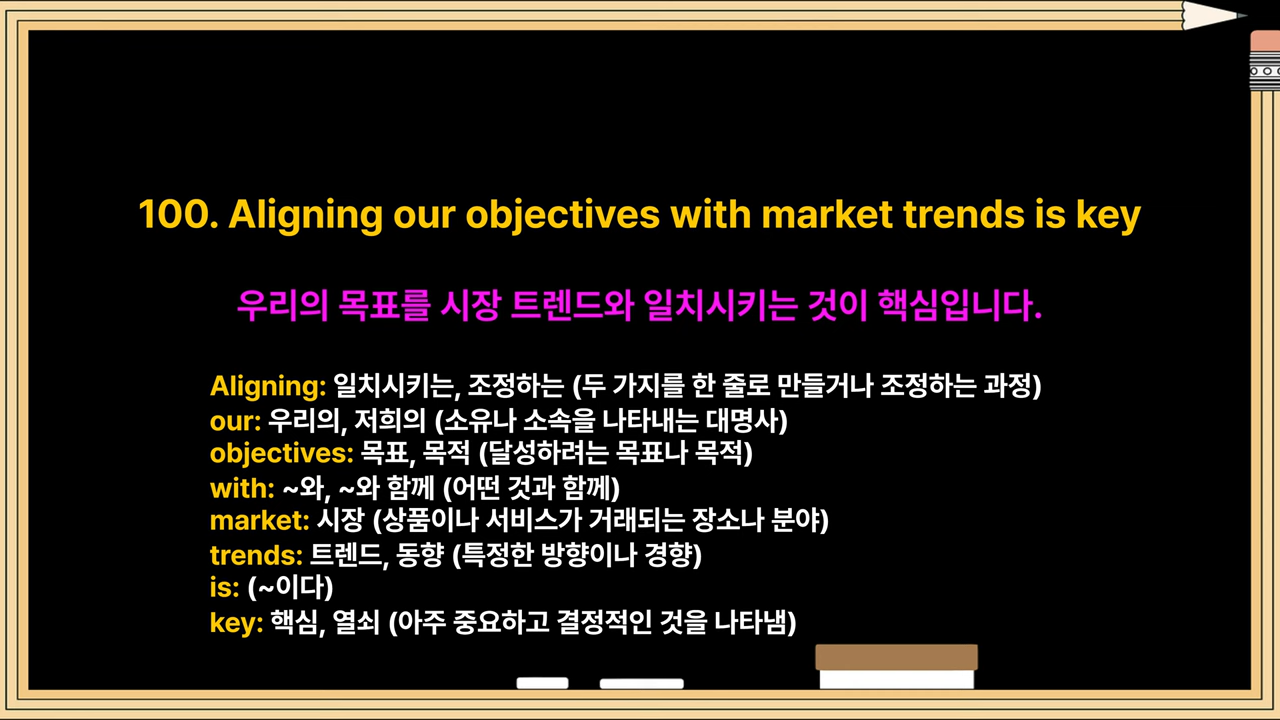 100. Aligning our objectives with market trends is key
우리의 목표를 시장 트렌드와 일치시키는 것이 핵심입니다.
Aligning: 일치시키는, 조정하는 (두 가지를 한 줄로 만들거나 조정하는 과정)
our: 우리의, 저희의 (소유나 소속을 나타내는 대명사)
objectives: 목표, 목적 (달성하려는 목표나 목적)
with: ~와, ~와 함께 (어떤 것과 함께)
market: 시장 (상품이나 서비스가 거래되는 장소나 분야)
trends: 트렌드, 동향 (특정한 방향이나 경향)
is: (~이다)
key: 핵심, 열쇠 (아주 중요하고 결정적인 것을 나타냄)